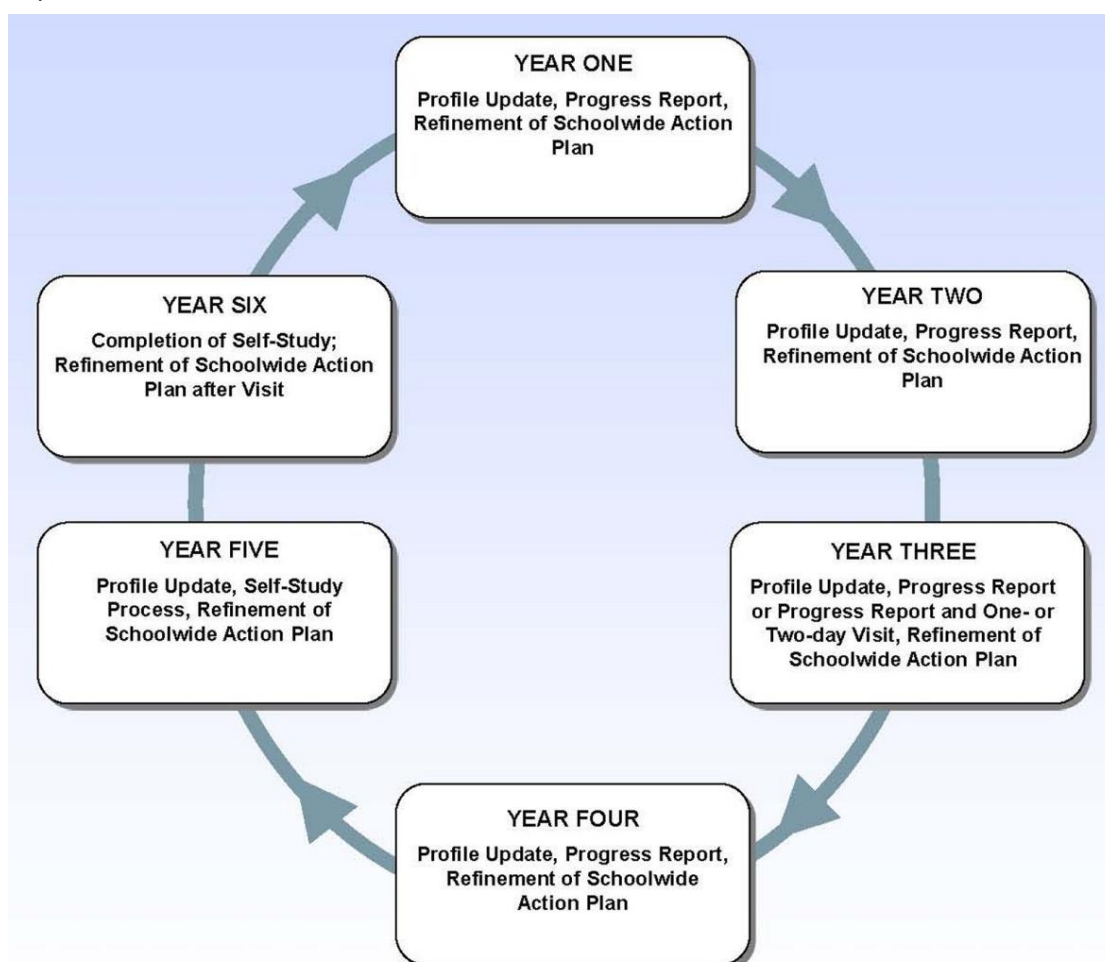 YEAR ONE
Profile Update, Progress Report,
Refinement of Schoolwide Action
Plan
YEAR TWO
Profile Update, Progress Report,
Refinement of Schoolwide Action
Plan
YEAR THREE
Profile Update, Progress Report
or Progress Report and One- or
Two-day Visit, Refinement of
Schoolwide Action Plan
YEAR FOUR
Profile Update, Progress Report,
Refinement of Schoolwide
Action Plan
YEAR FIVE
Profile Update, Self-Study
Process, Refinement of
Schoolwide Action Plan
YEAR SIX
Completion of Self-Study;
Refinement of Schoolwide Action
Plan after Visit